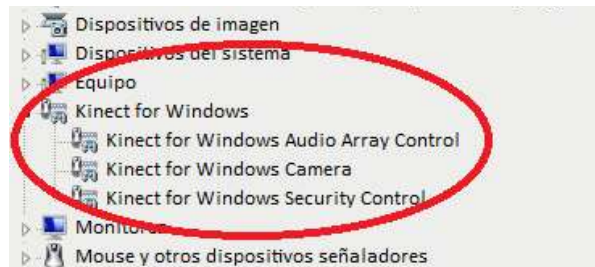 Dispositivos de imagen
Dispositivos del sistema
Equipo
Kinect for Windows
Kinect for Windows Audio Array Control
Kinect for Windows Camera
Kinect for Windows Security Control
Monitores
Mouse y otros dispositivos señaladores